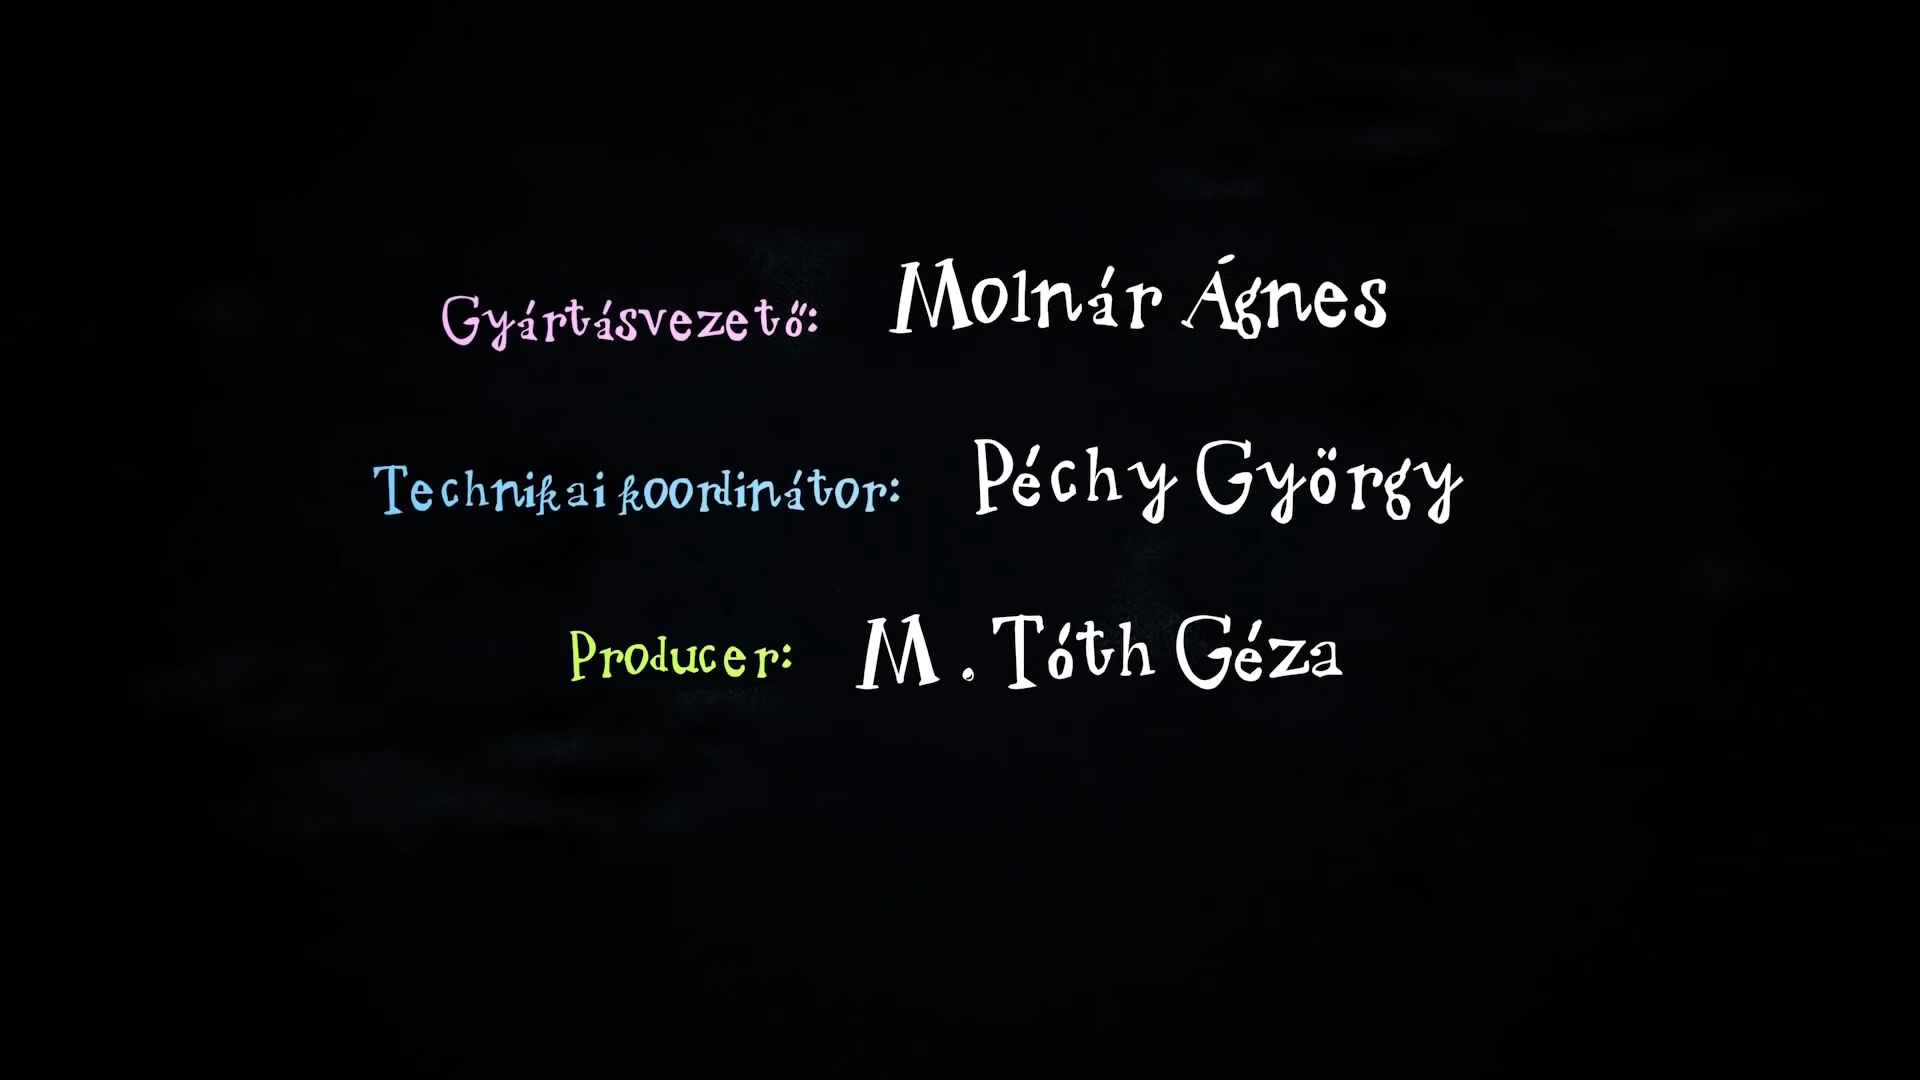 Gyártásvezető: Molnár Ágnes
Technikai koordinátor: Péchy György
Producer: M. Tóth Géza